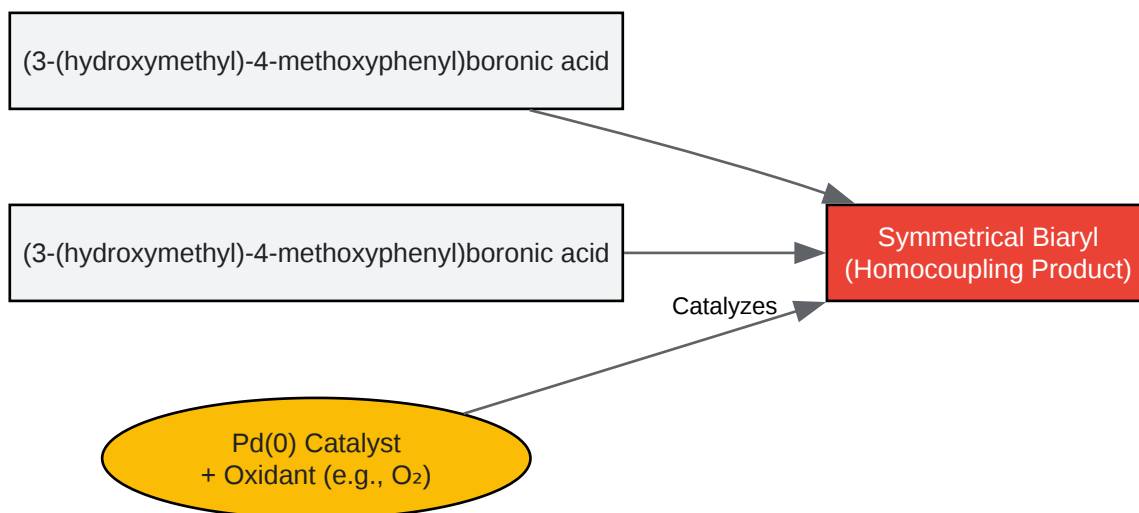 (3-(hydroxymethyl)-4-methoxyphenyl)boronic acid
(3-(hydroxymethyl)-4-methoxyphenyl)boronic acid
Symmetrical Biaryl
(Homocoupling Product)
Catalyzes
Pd(0) Catalyst
+ Oxidant (e.g., O₂)